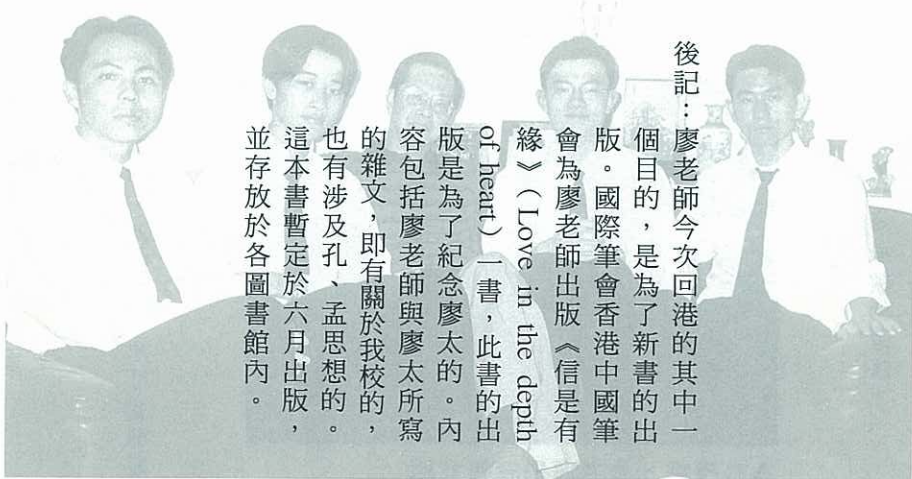 後記：廖老師今次回港的其中一
個目的，是為了新書的出
版。國際筆會香港中國筆
會為廖老師出版《信是有
緣》（Love in the depth
of heart）一書，此書的出
版是為了紀念廖太的。內
容包括廖老師與廖太所寫
的雜文，即有關於我校的，
也有涉及孔、孟思想的。
這本書暫定於六月出版，
並存放於各圖書館內。